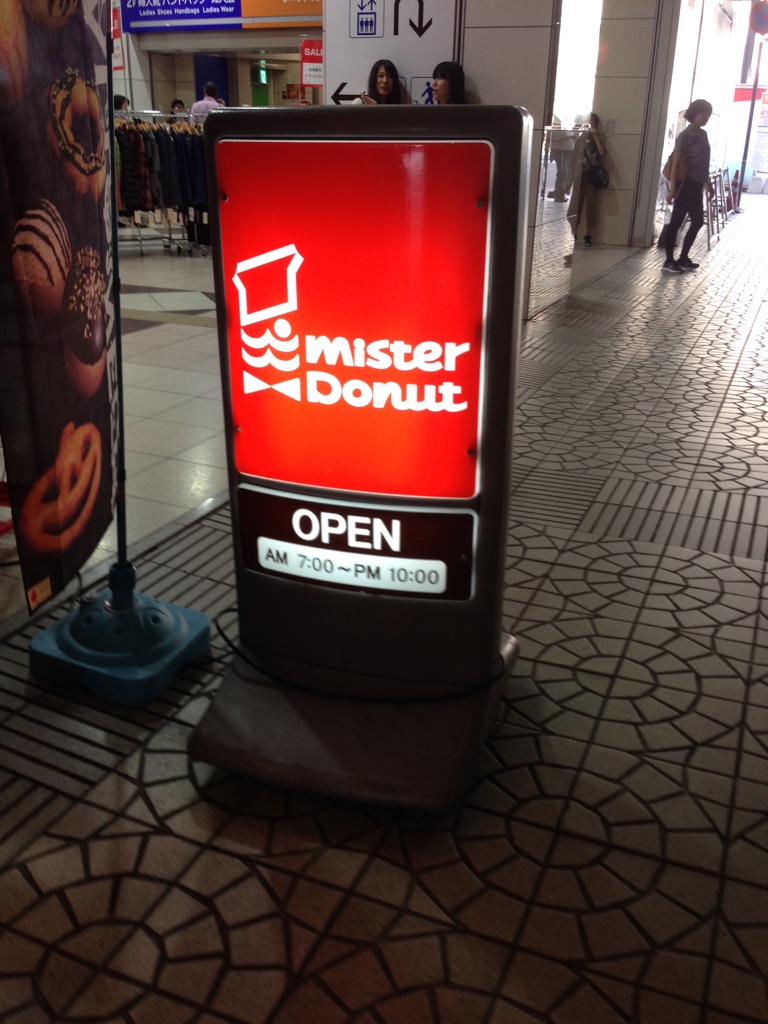 Ladies Shoes Handbags Ladies Wear
SALE
mister
Donut
OPEN
AM 7:00~PM 10:00